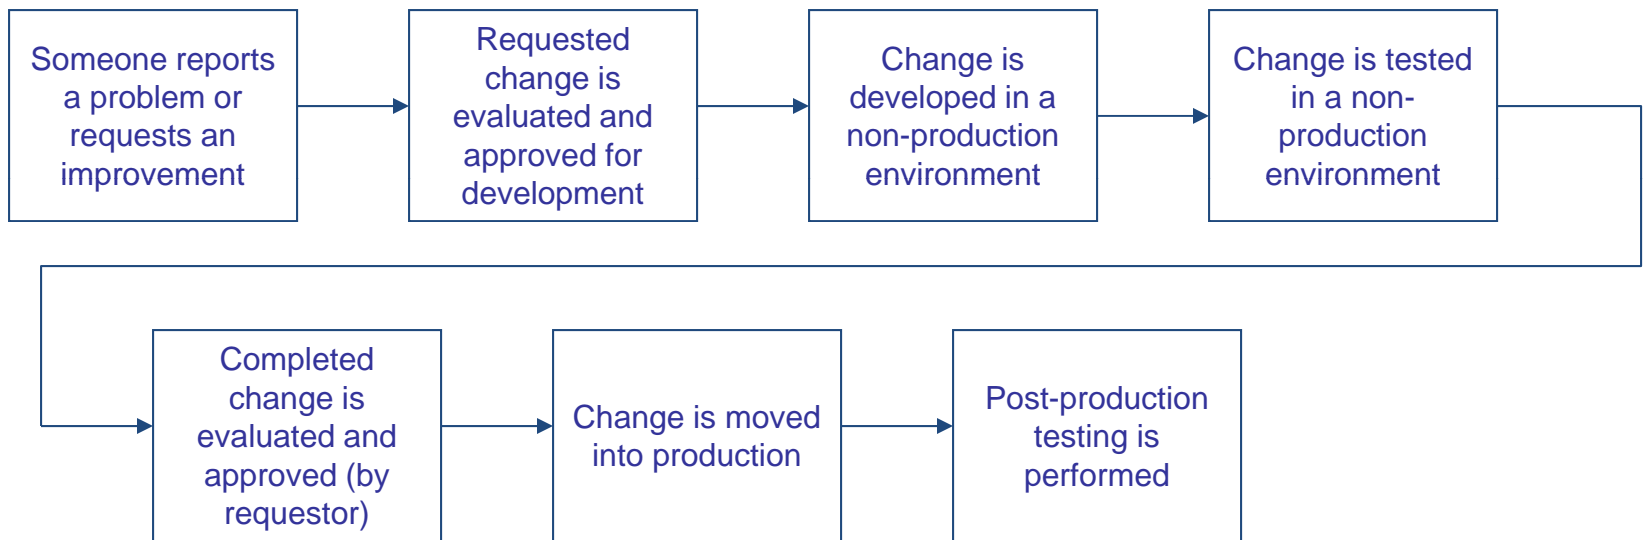 Someone reports
a problem or
requests an
improvement
Requested
change is
evaluated and
approved for
development
Change is
developed in a
non-production
environment
Change is tested
in a non-
production
environment
Completed
change is
evaluated and
approved (by
requestor)
Change is moved
into production
Post-production
testing is
performed